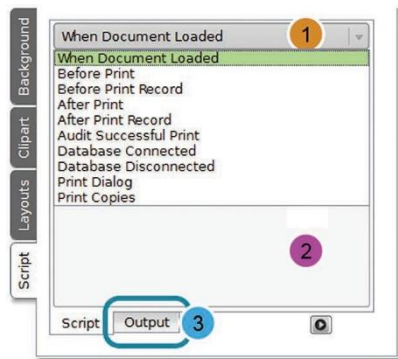 Background
Clipart
Layouts
Script
When Document Loaded
1
When Document Loaded
Before Print
Before Print Record
After Print
After Print Record
Audit Successful Print
Database Connected
Database Disconnected
Print Dialog
Print Copies
2
Script Output 3